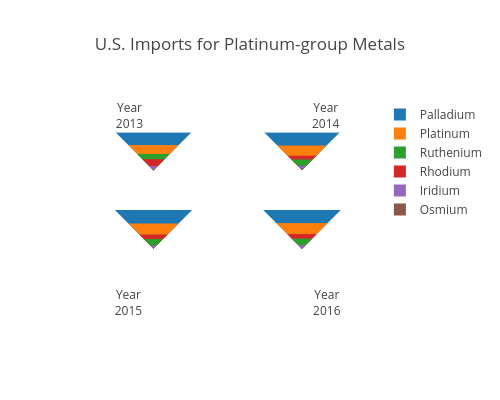 U.S. Imports for Platinum-group Metals
Year
2013
Year
2014
Palladium
Platinum
Ruthenium
Rhodium
Iridium
Osmium
Year
2015
Year
2016